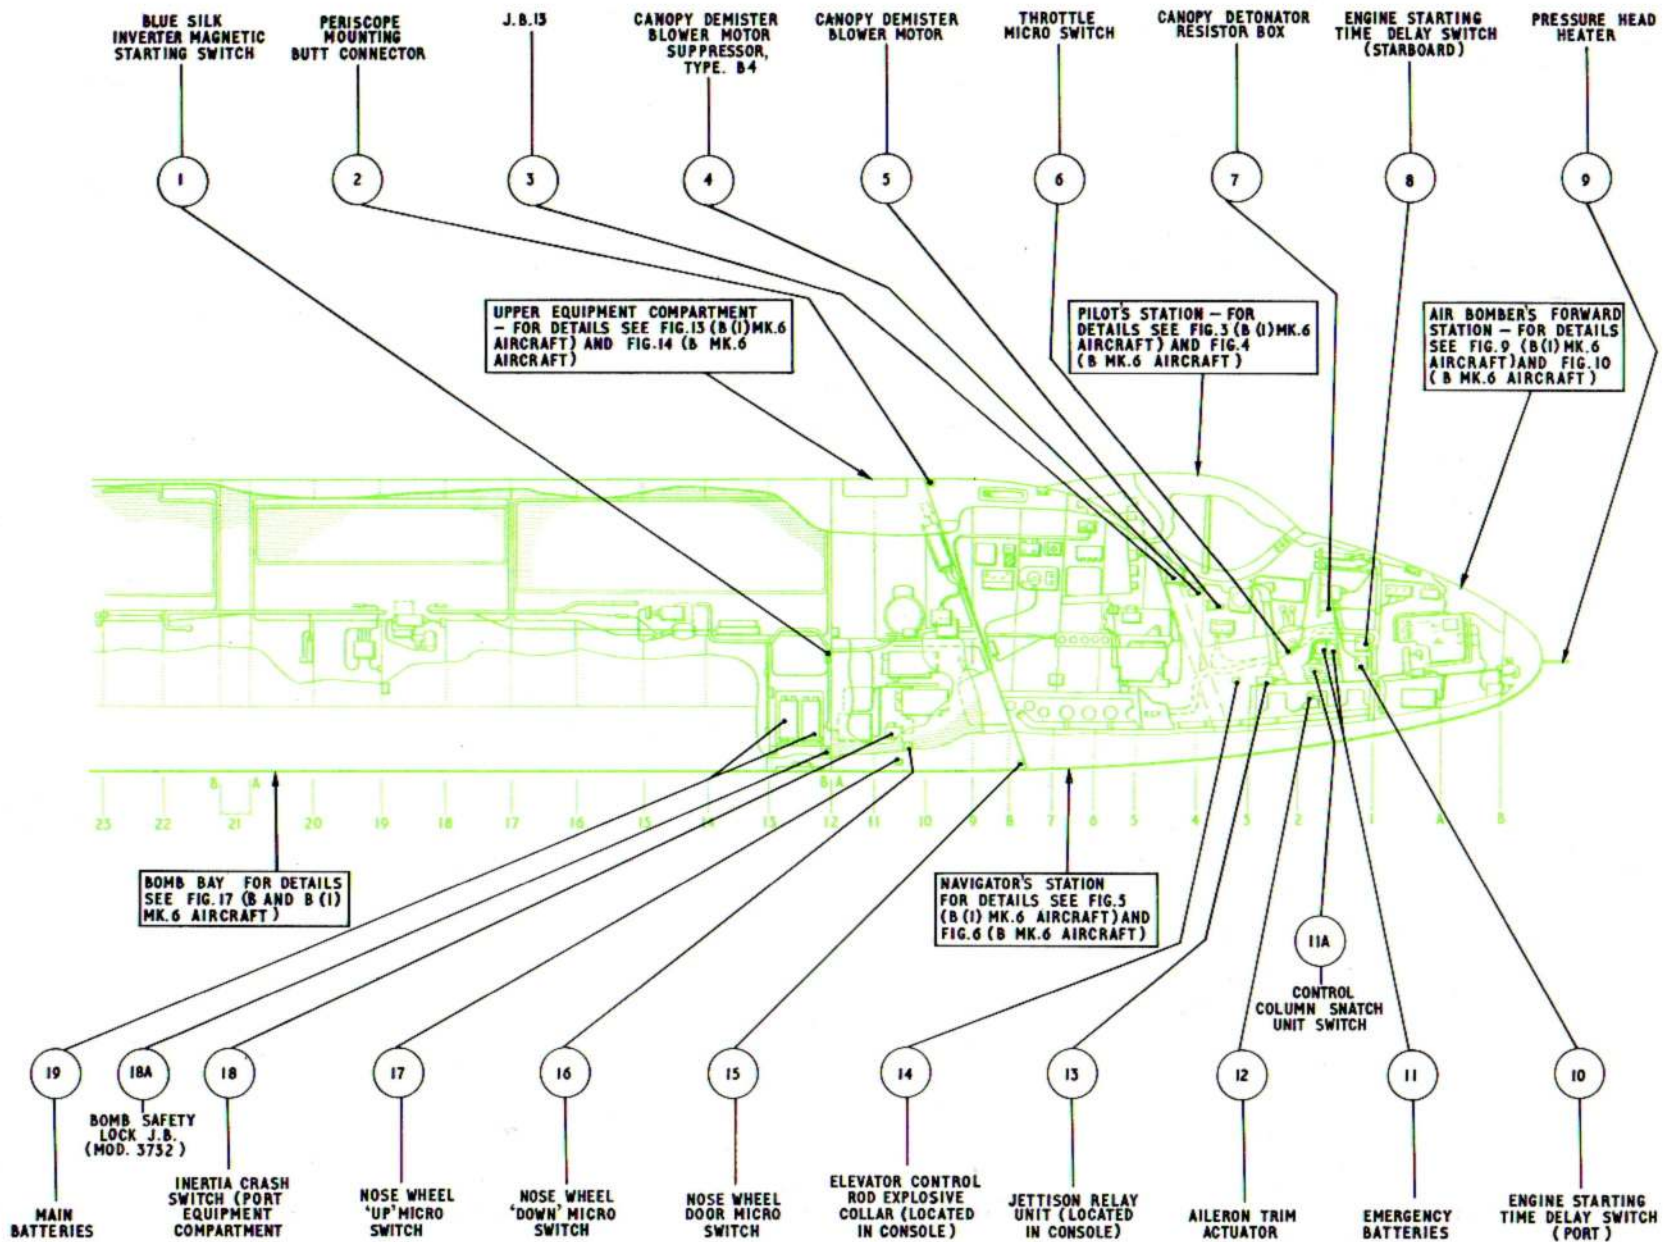 BLUE SILK
INVERTER MAGNETIC
STARTING SWITCH
PERISCOPE
MOUNTING
BUTT CONNECTOR
J.B.13
CANOPY DEMISTER
BLOWER MOTOR
SUPPRESSOR,
TYPE. B4
CANOPY DEMISTER
BLOWER MOTOR
THROTTLE
MICRO SWITCH
CANOPY DETONATOR
RESISTOR BOX
ENGINE STARTING
TIME DELAY SWITCH
(STARBOARD)
PRESSURE HEAD
HEATER
1
2
3
4
5
6
7
8
9
UPPER EQUIPMENT COMPARTMENT
– FOR DETAILS SEE FIG.13 (B (I) MK.6
AIRCRAFT) AND FIG.14 (B MK.6
AIRCRAFT)
PILOT'S STATION – FOR
DETAILS SEE FIG.3 (B (I) MK.6
AIRCRAFT) AND FIG.4
(B MK.6 AIRCRAFT)
AIR BOMBER'S FORWARD
STATION – FOR DETAILS
SEE FIG.9 (B(I) MK.6
AIRCRAFT) AND FIG.10
(B MK.6 AIRCRAFT)
B A B A
23 22 21 20 19 18 17 16 15 14 13 12 11 10 9 8 7 6 5 4 3 2 1 A B
BOMB BAY FOR DETAILS
SEE FIG.17 (B AND B (I)
MK.6 AIRCRAFT)
NAVIGATOR'S STATION
FOR DETAILS SEE FIG.5
(B (I) MK.6 AIRCRAFT) AND
FIG.6 (B MK.6 AIRCRAFT)
11A
CONTROL
COLUMN SNATCH
UNIT SWITCH
19
18A
18
17
16
15
14
13
12
11
10
MAIN
BATTERIES
BOMB SAFETY
LOCK J.B.
(MOD. 3732)
INERTIA CRASH
SWITCH (PORT
EQUIPMENT
COMPARTMENT
NOSE WHEEL
'UP' MICRO
SWITCH
NOSE WHEEL
'DOWN' MICRO
SWITCH
NOSE WHEEL
DOOR MICRO
SWITCH
ELEVATOR CONTROL
ROD EXPLOSIVE
COLLAR (LOCATED
IN CONSOLE)
JETTISON RELAY
UNIT (LOCATED
IN CONSOLE)
AILERON TRIM
ACTUATOR
EMERGENCY
BATTERIES
ENGINE STARTING
TIME DELAY SWITCH
(PORT)